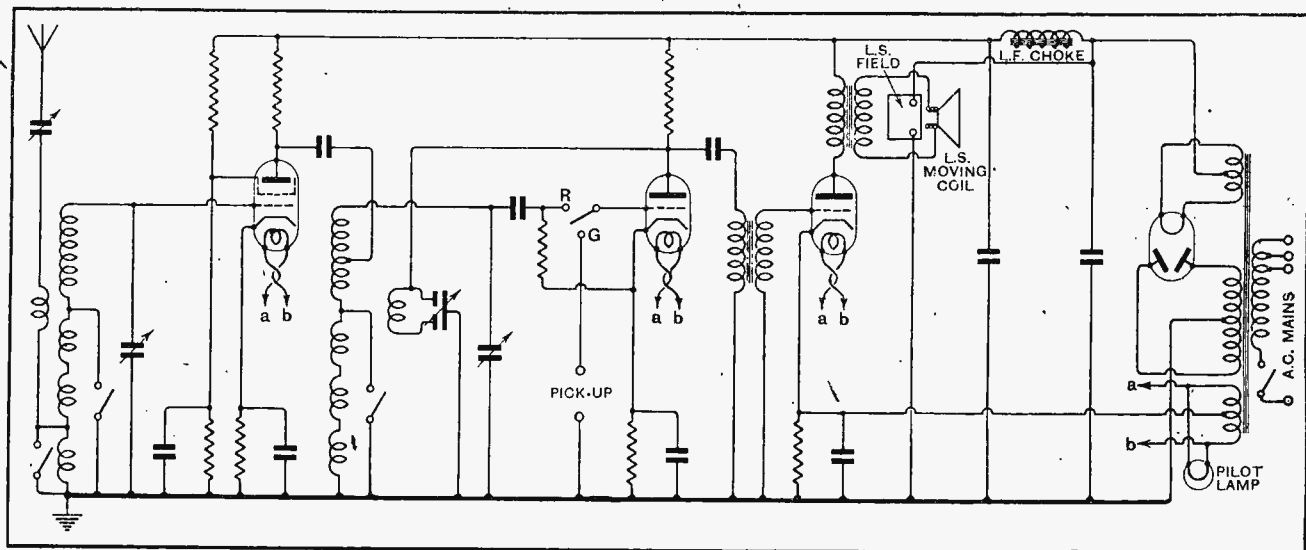 L.S.
FIELD
L.F. CHOKE
L.S.
MOVING
COIL
R
G
a b
a b
a b
PICK-UP
A.C. MAINS
a
b
PILOT
LAMP